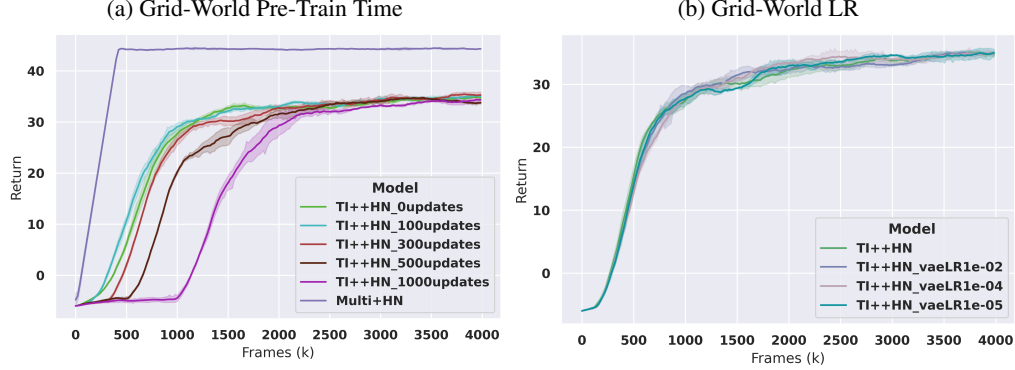 (a) Grid-World Pre-Train Time
40
30
20
10
0
Return
0 500 1000 1500 2000 2500 3000 3500 4000
Frames (k)
Model
TI++HN_0updates
TI++HN_100updates
TI++HN_300updates
TI++HN_500updates
TI++HN_1000updates
Multi+HN
(b) Grid-World LR
30
20
10
0
Return
0 500 1000 1500 2000 2500 3000 3500 4000
Frames (k)
Model
TI++HN
TI++HN_vaeLR1e-02
TI++HN_vaeLR1e-04
TI++HN_vaeLR1e-05